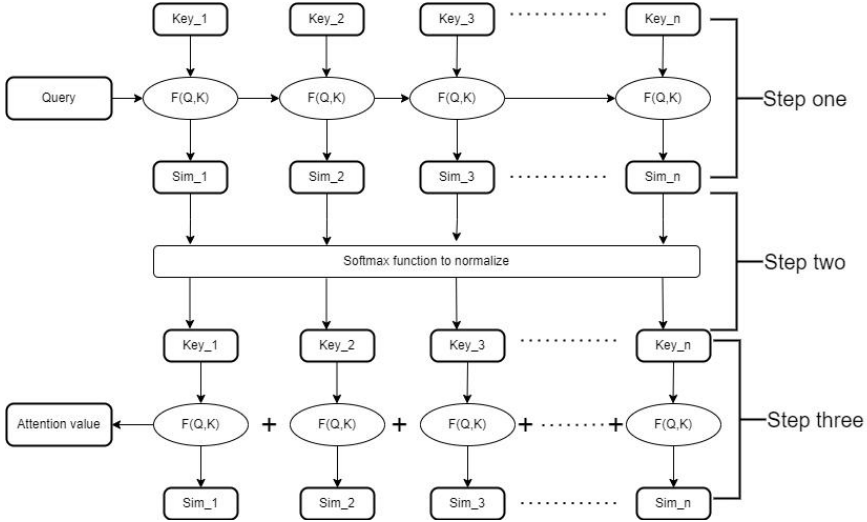 Key_1 Key_2 Key_3 Key_n
Query F(Q,K) F(Q,K) F(Q,K) F(Q,K) Step one
Sim_1 Sim_2 Sim_3 Sim_n
Softmax function to normalize Step two
Key_1 Key_2 Key_3 Key_n
Attention value F(Q,K) + F(Q,K) + F(Q,K) + + F(Q,K) Step three
Sim_1 Sim_2 Sim_3 Sim_n